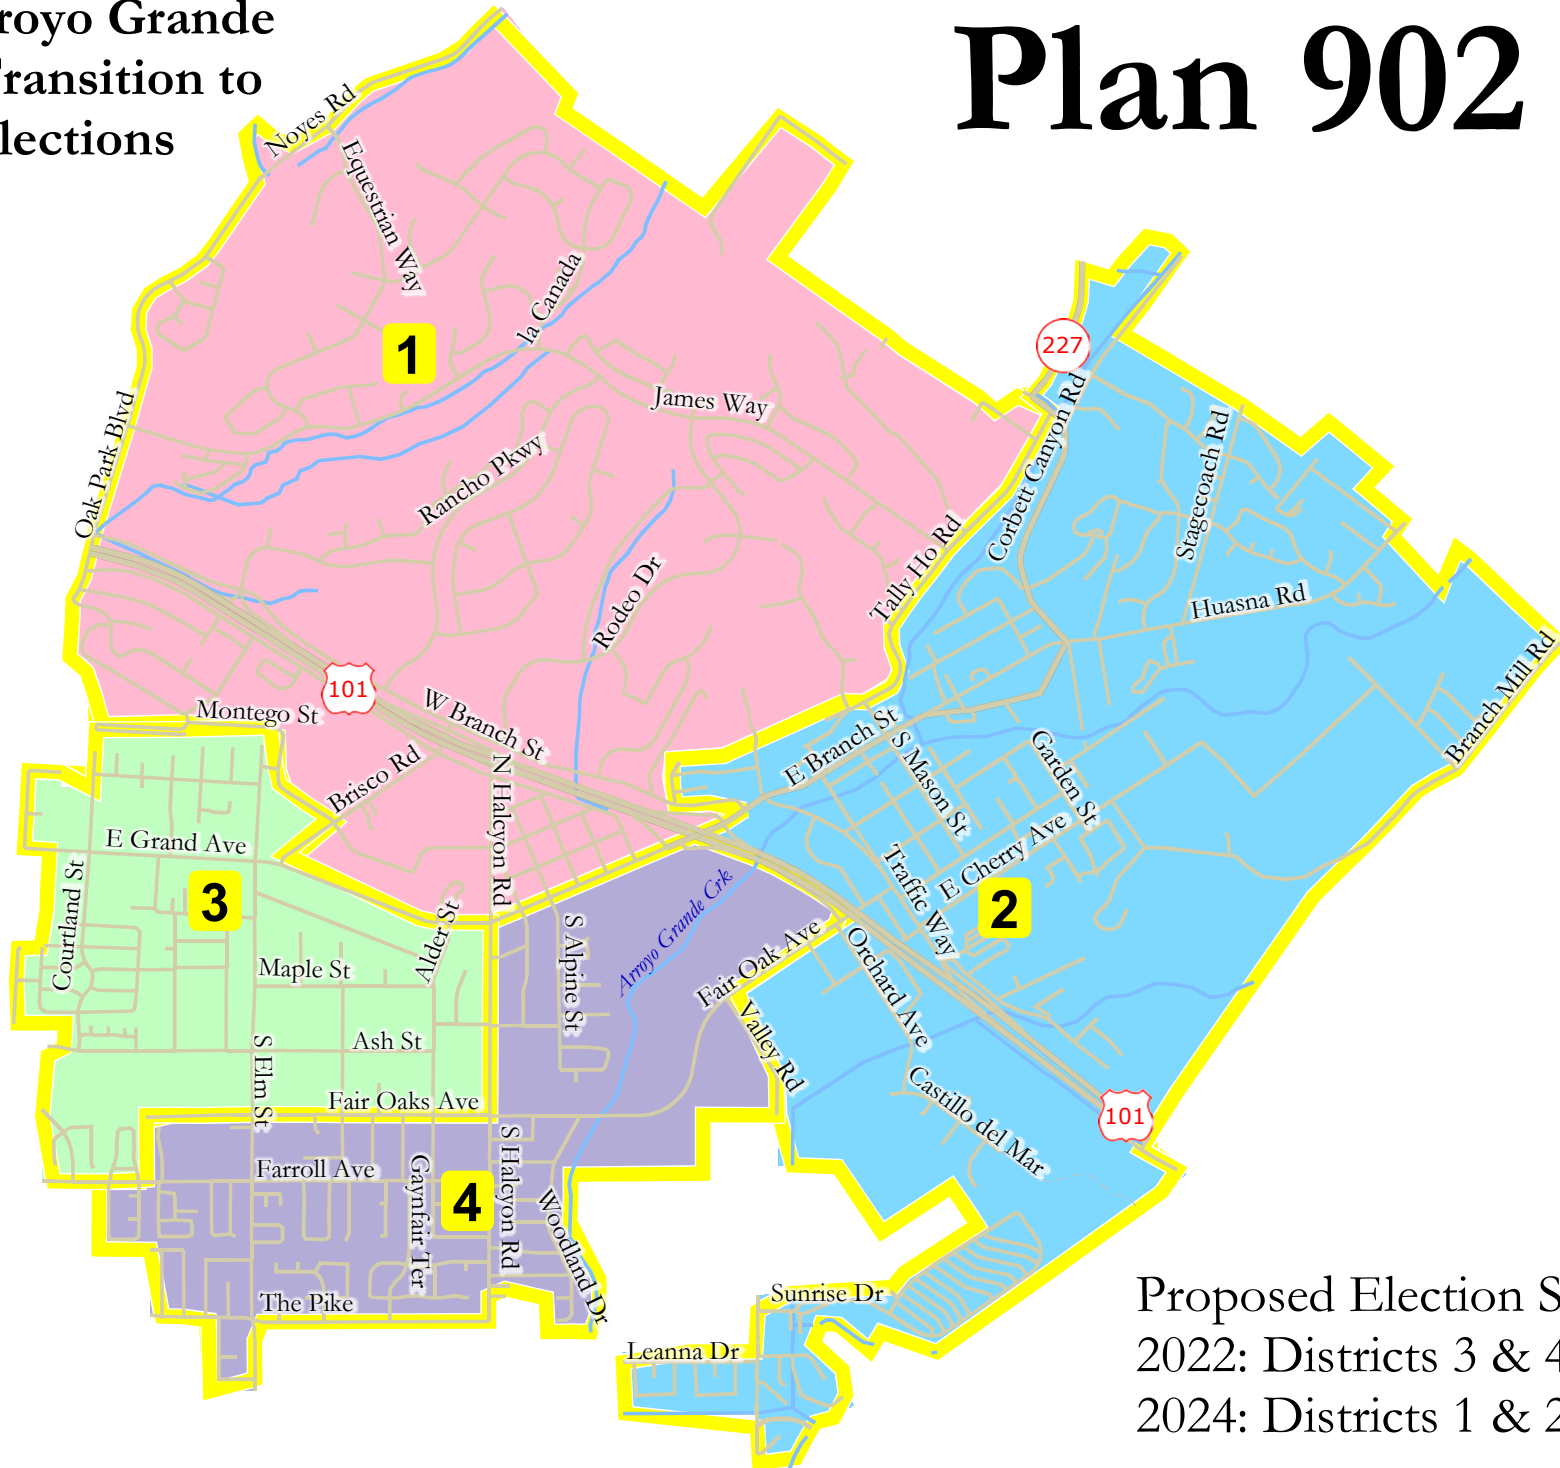 royo Grande
Transition to
lections
Plan 902
Noyes Rd
Equestrian Way
la Canada
227
1
James Way
Oak Park Blvd
Rancho Pkwy
Corbett Canyon Rd
Stagecoach Rd
Tally Ho Rd
Rodeo Dr
Huasna Rd
Branch Mill Rd
101
Montego St
W Branch St
E Branch St
S Mason St
Garden St
Brisco Rd
N Halcyon Rd
E Grand Ave
E Cherry Ave
Traffic Way
3
2
Courtland St
Alder St
S Alpine St
Arroyo Grande Crk
Fair Oak Ave
Orchard Ave
Maple St
Valley Rd
Ash St
S Elm St
Castillo del Mar
Fair Oaks Ave
101
Farroll Ave
Gaynfair Ter
4
S Halcyon Rd
Woodland Dr
The Pike
Sunrise Dr
Leanna Dr
Proposed Election S
2022: Districts 3 & 4
2024: Districts 1 & 2